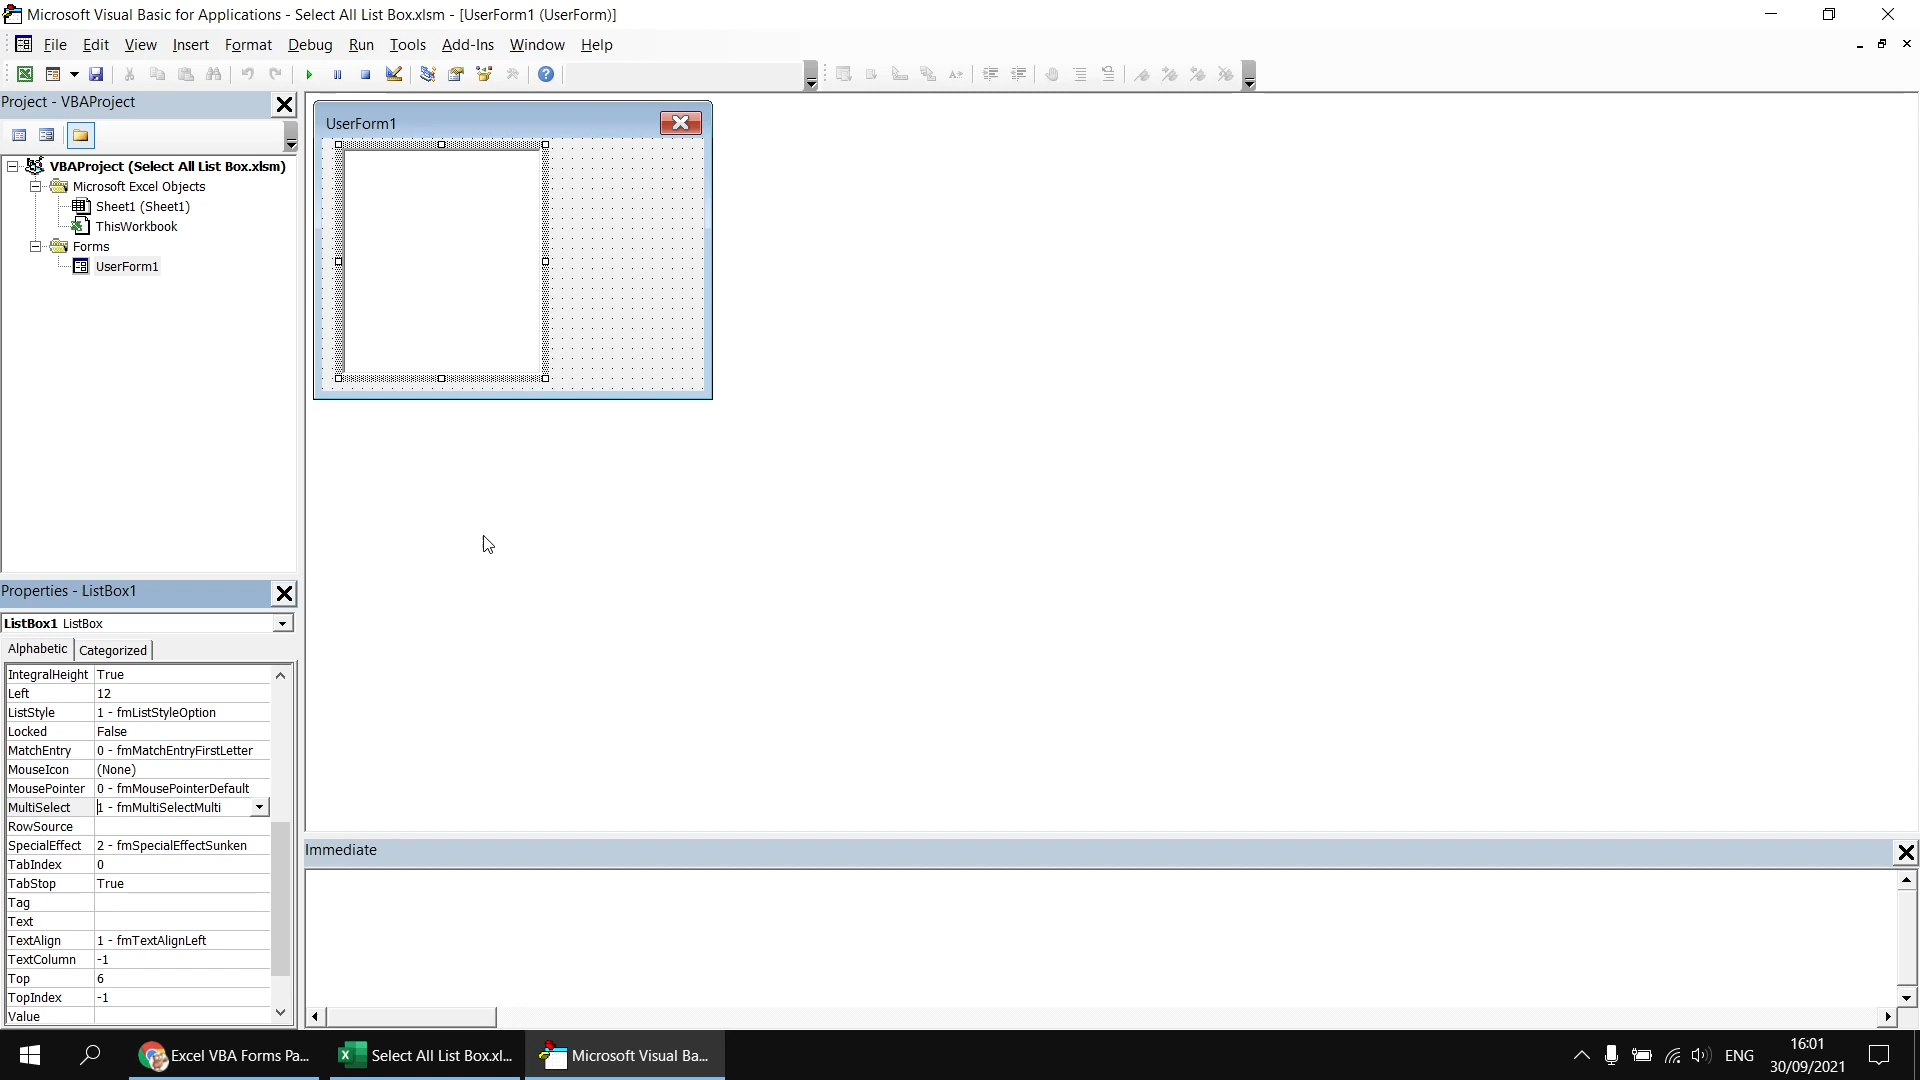 Microsoft Visual Basic for Applications - Select All List Box.xlsm - [UserForm1 (UserForm)]
File Edit View Insert Format Debug Run Tools Add-Ins Window Help
Project - VBAProject
VBAProject (Select All List Box.xlsm)
Microsoft Excel Objects
Sheet1 (Sheet1)
ThisWorkbook
Forms
UserForm1
UserForm1
Properties - ListBox1
ListBox1 ListBox
Alphabetic Categorized
IntegralHeight True
Left 12
ListStyle 1 - fmListStyleOption
Locked False
MatchEntry 0 - fmMatchEntryFirstLetter
MouseIcon (None)
MousePointer 0 - fmMousePointerDefault
MultiSelect 1 - fmMultiSelectMulti
RowSource
SpecialEffect 2 - fmSpecialEffectSunken
TabIndex 0
TabStop True
Tag
Text
TextAlign 1 - fmTextAlignLeft
TextColumn -1
Top 6
TopIndex -1
Value
Immediate
Excel VBA Forms Pa...
Select All List Box.xl...
Microsoft Visual Ba...
ENG
16:01
30/09/2021